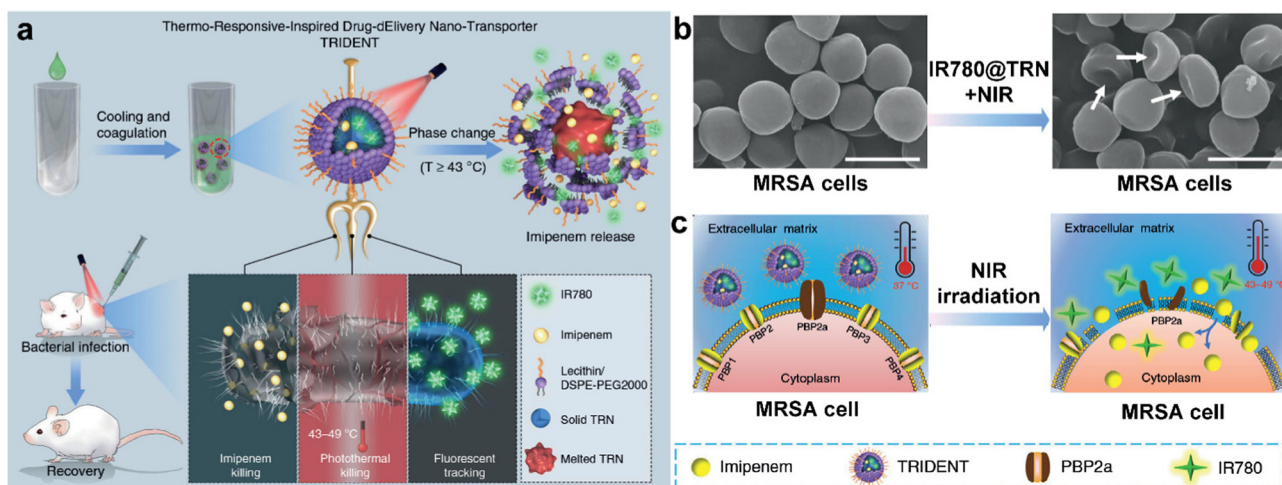 a
Thermo-Responsive-Inspired Drug-dElivery Nano-Transporter
TRIDENT
Cooling and
coagulation
Phase change
(T ≥ 43 °C)
Imipenem release
Bacterial infection
Recovery
43–49 °C
Imipenem
killing
Photothermal
killing
Fluorescent
tracking
IR780
Imipenem
Lecithin/
DSPE-PEG2000
Solid TRN
Melted TRN
b
IR780@TRN
+NIR
MRSA cells
MRSA cells
c
Extracellular matrix
37 °C
PBP1
PBP2
PBP2a
PBP3
PBP4
Cytoplasm
MRSA cell
NIR
irradiation
Extracellular matrix
43–49 °C
PBP2a
Cytoplasm
MRSA cell
Imipenem
TRIDENT
PBP2a
IR780